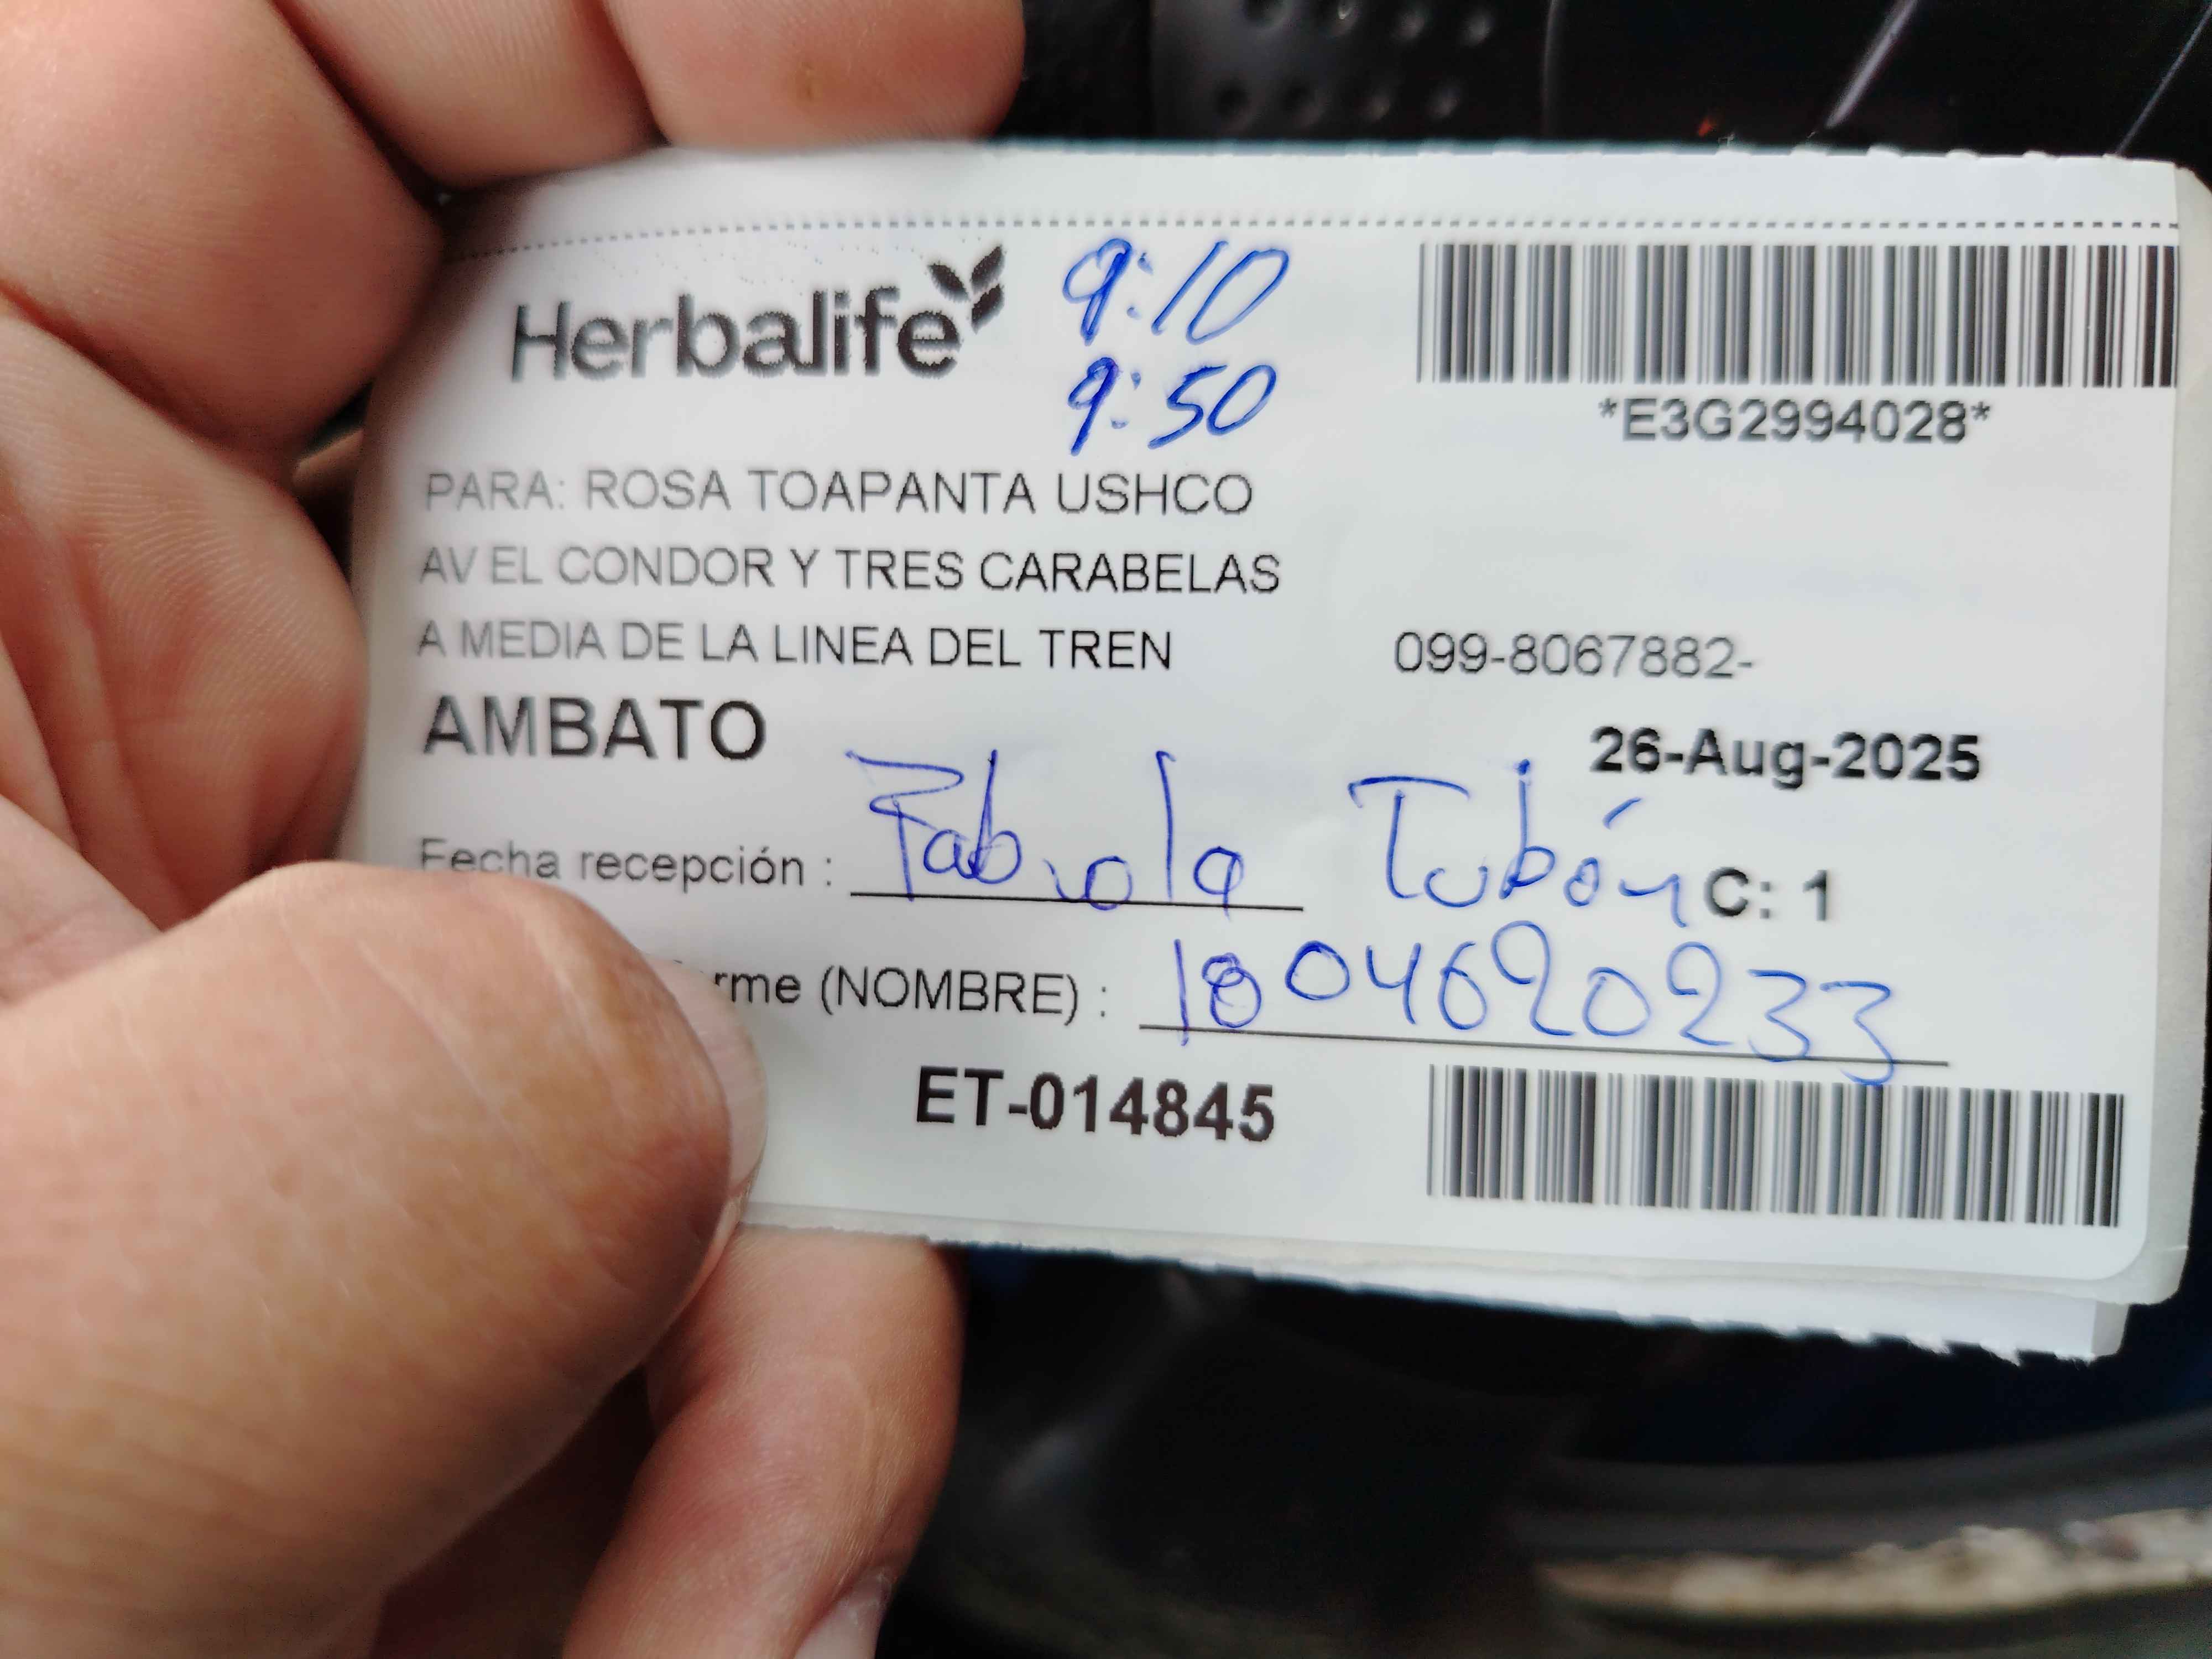 Herbalife
9:10
9:50
*E3G2994028*
PARA: ROSA TOAPANTA USHCO
AV EL CONDOR Y TRES CARABELAS
A MEDIA DE LA LINEA DEL TREN 099-8067882-
AMBATO
26-Aug-2025
Fecha recepción : Fabiola Tubón C: 1
rme (NOMBRE) : 1804620233
ET-014845